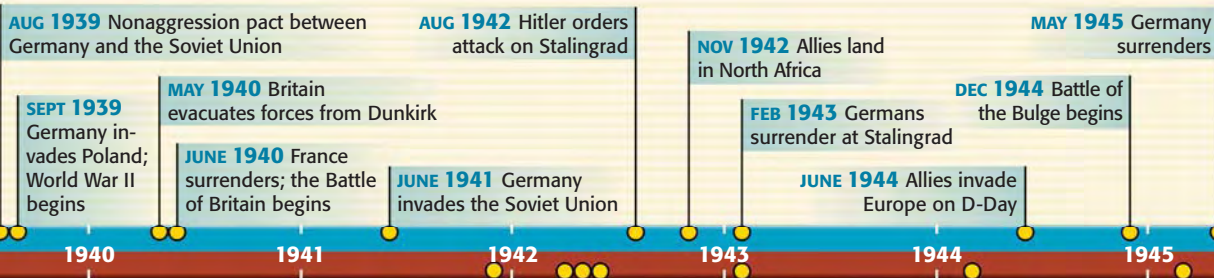 AUG 1939 Nonaggression pact between
Germany and the Soviet Union
SEPT 1939
Germany in-
vades Poland;
World War II
begins
MAY 1940 Britain
evacuates forces from Dunkirk
JUNE 1940 France
surrenders; the Battle
of Britain begins
JUNE 1941 Germany
invades the Soviet Union
AUG 1942 Hitler orders
attack on Stalingrad
NOV 1942 Allies land
in North Africa
FEB 1943 Germans
surrender at Stalingrad
JUNE 1944 Allies invade
Europe on D-Day
DEC 1944 Battle of
the Bulge begins
MAY 1945 Germany
surrenders
1940 1941 1942 1943 1944 1945